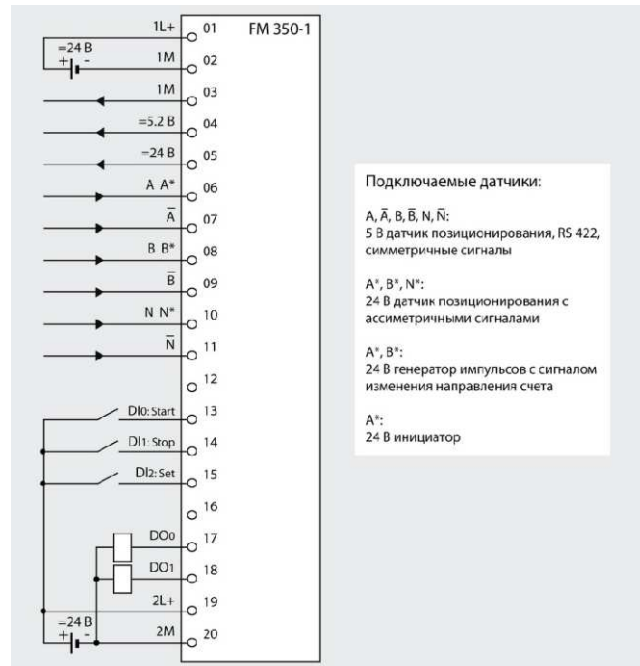 1L+ 01 FM 350-1
=24 В
+ -
1M 02
1M 03
=5.2 В 04
=24 В 05
A A* 06
A̅ 07
B B* 08
B̅ 09
N N* 10
N̅ 11
12
DI0: Start 13
DI1: Stop 14
DI2: Set 15
16
DO0 17
DO1 18
2L+ 19
=24 В
+ -
2M 20
Подключаемые датчики:
A, A̅, B, B̅, N, N̅:
5 В датчик позиционирования, RS 422,
симметричные сигналы
A*, B*, N*:
24 В датчик позиционирования с
ассиметричными сигналами
A*, B*:
24 В генератор импульсов с сигналом
изменения направления счета
A*:
24 В инициатор